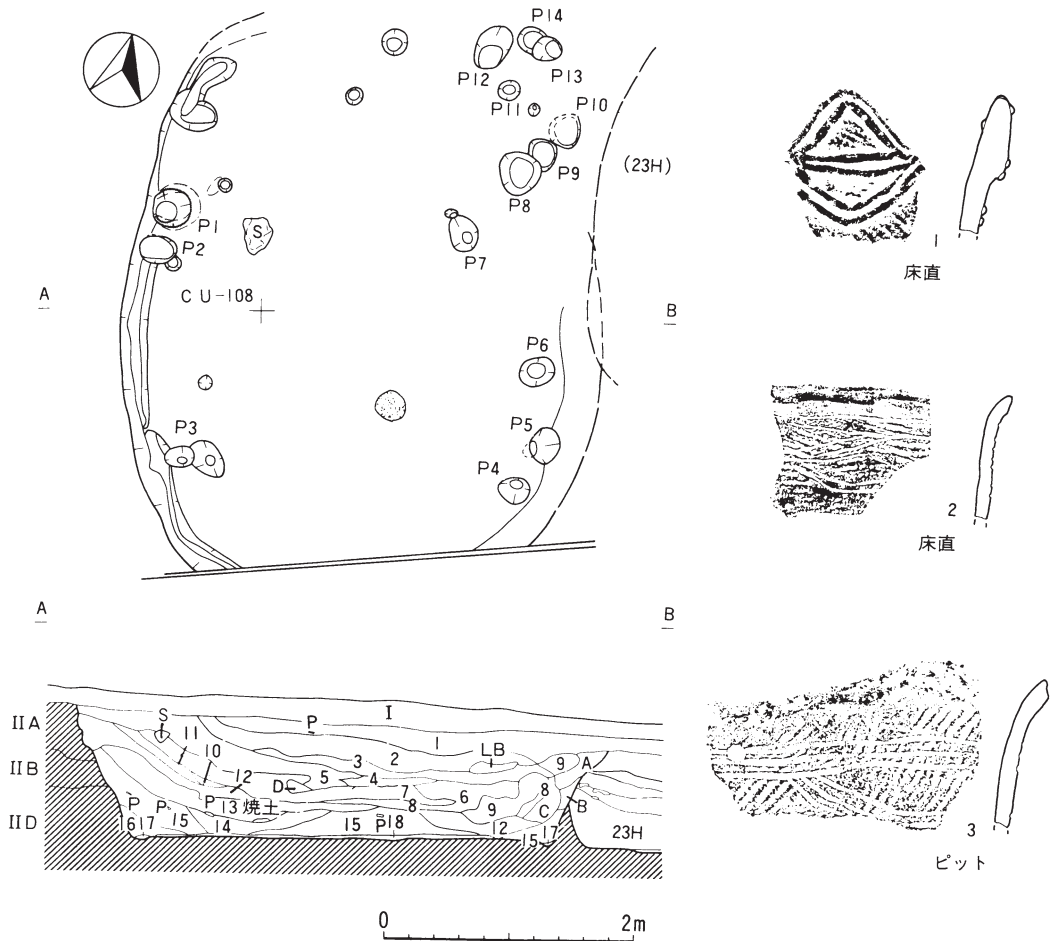 P14
P12
P13
P11
P10
(23H)
P9
P8
P1
S
P2
P7
A
CU-108
B
P6
P3
P5
P4
1
床直
2
床直
A
B
IIA
IIB
IID
S
P
I
1
11
10
2
LB
3
9
A
12
5
4
D
7
6
8
B
P
P
P
13
焼土
8
9
C
16
17
15
14
15
P
18
12
15
17
23H
3
ピット
0
2m